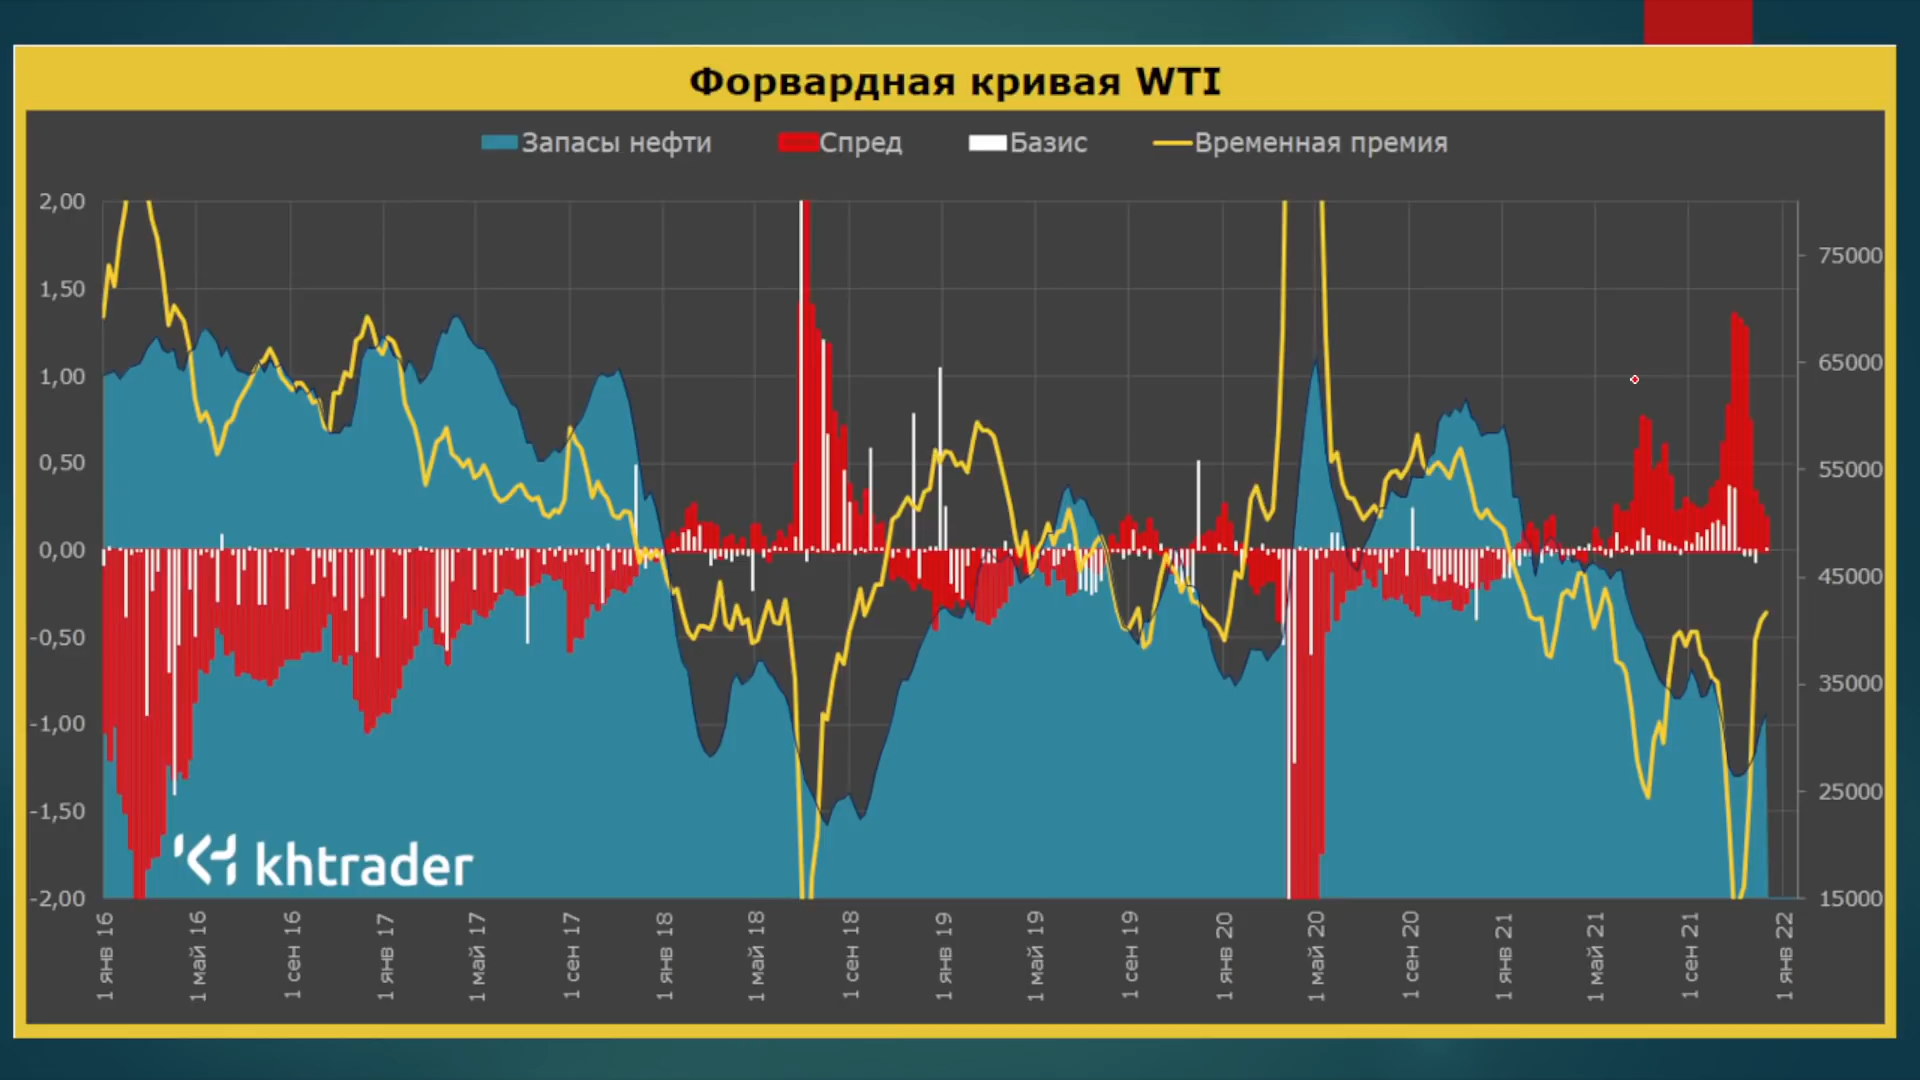 Форвардная кривая WTI
Запасы нефти Спред Базис Временная премия
2,00
1,50
1,00
0,50
0,00
-0,50
-1,00
-1,50
-2,00
75000
65000
55000
45000
35000
25000
15000
khtrader
1 янв 16
1 май 16
1 сен 16
1 янв 17
1 май 17
1 сен 17
1 янв 18
1 май 18
1 сен 18
1 янв 19
1 май 19
1 сен 19
1 янв 20
1 май 20
1 сен 20
1 янв 21
1 май 21
1 сен 21
1 янв 22